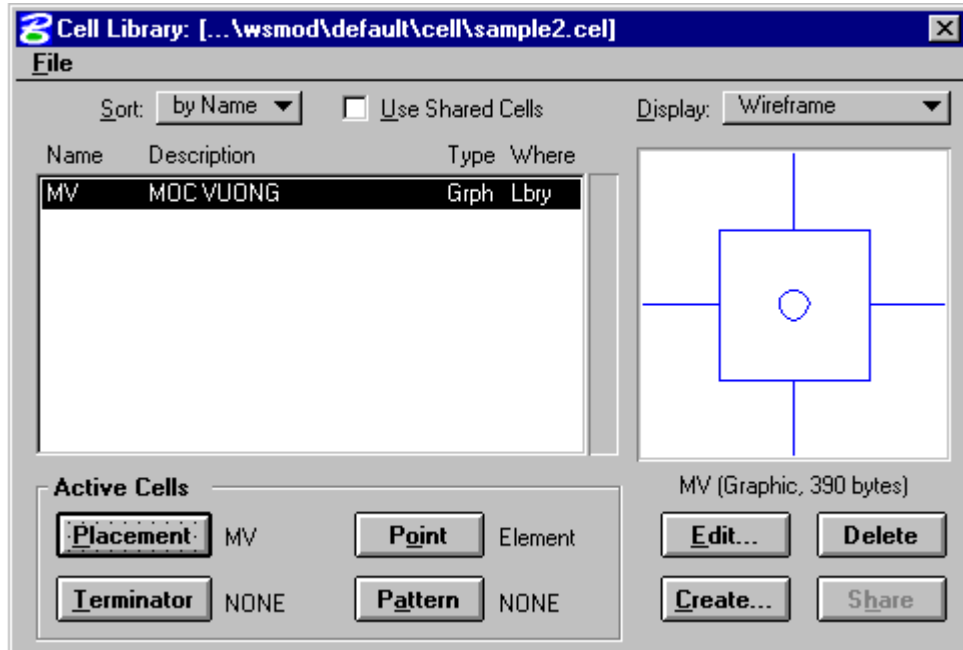 Cell Library: [...\wsmod\default\cell\sample2.cel]
File
Sort: by Name Use Shared Cells Display: Wireframe
Name Description Type Where
MV MOC VUONG Grph Lbry
Active Cells
MV (Graphic, 390 bytes)
Placement MV Point Element Edit... Delete
Terminator NONE Pattern NONE Create... Share